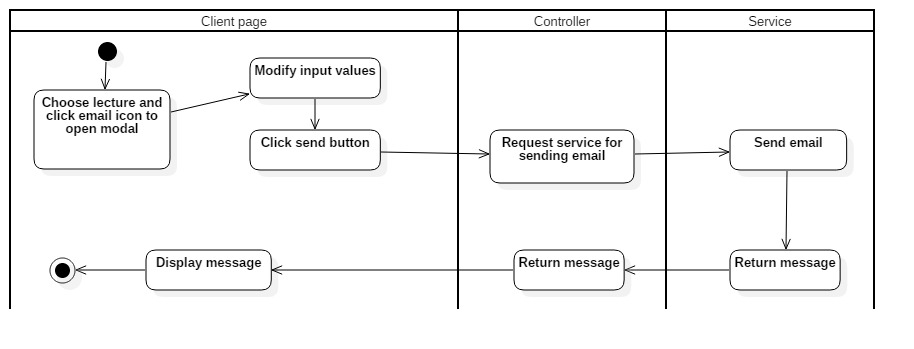 Client page
Controller
Service
Choose lecture and
click email icon to
open modal
Modify input values
Click send button
Request service for
sending email
Send email
Display message
Return message
Return message